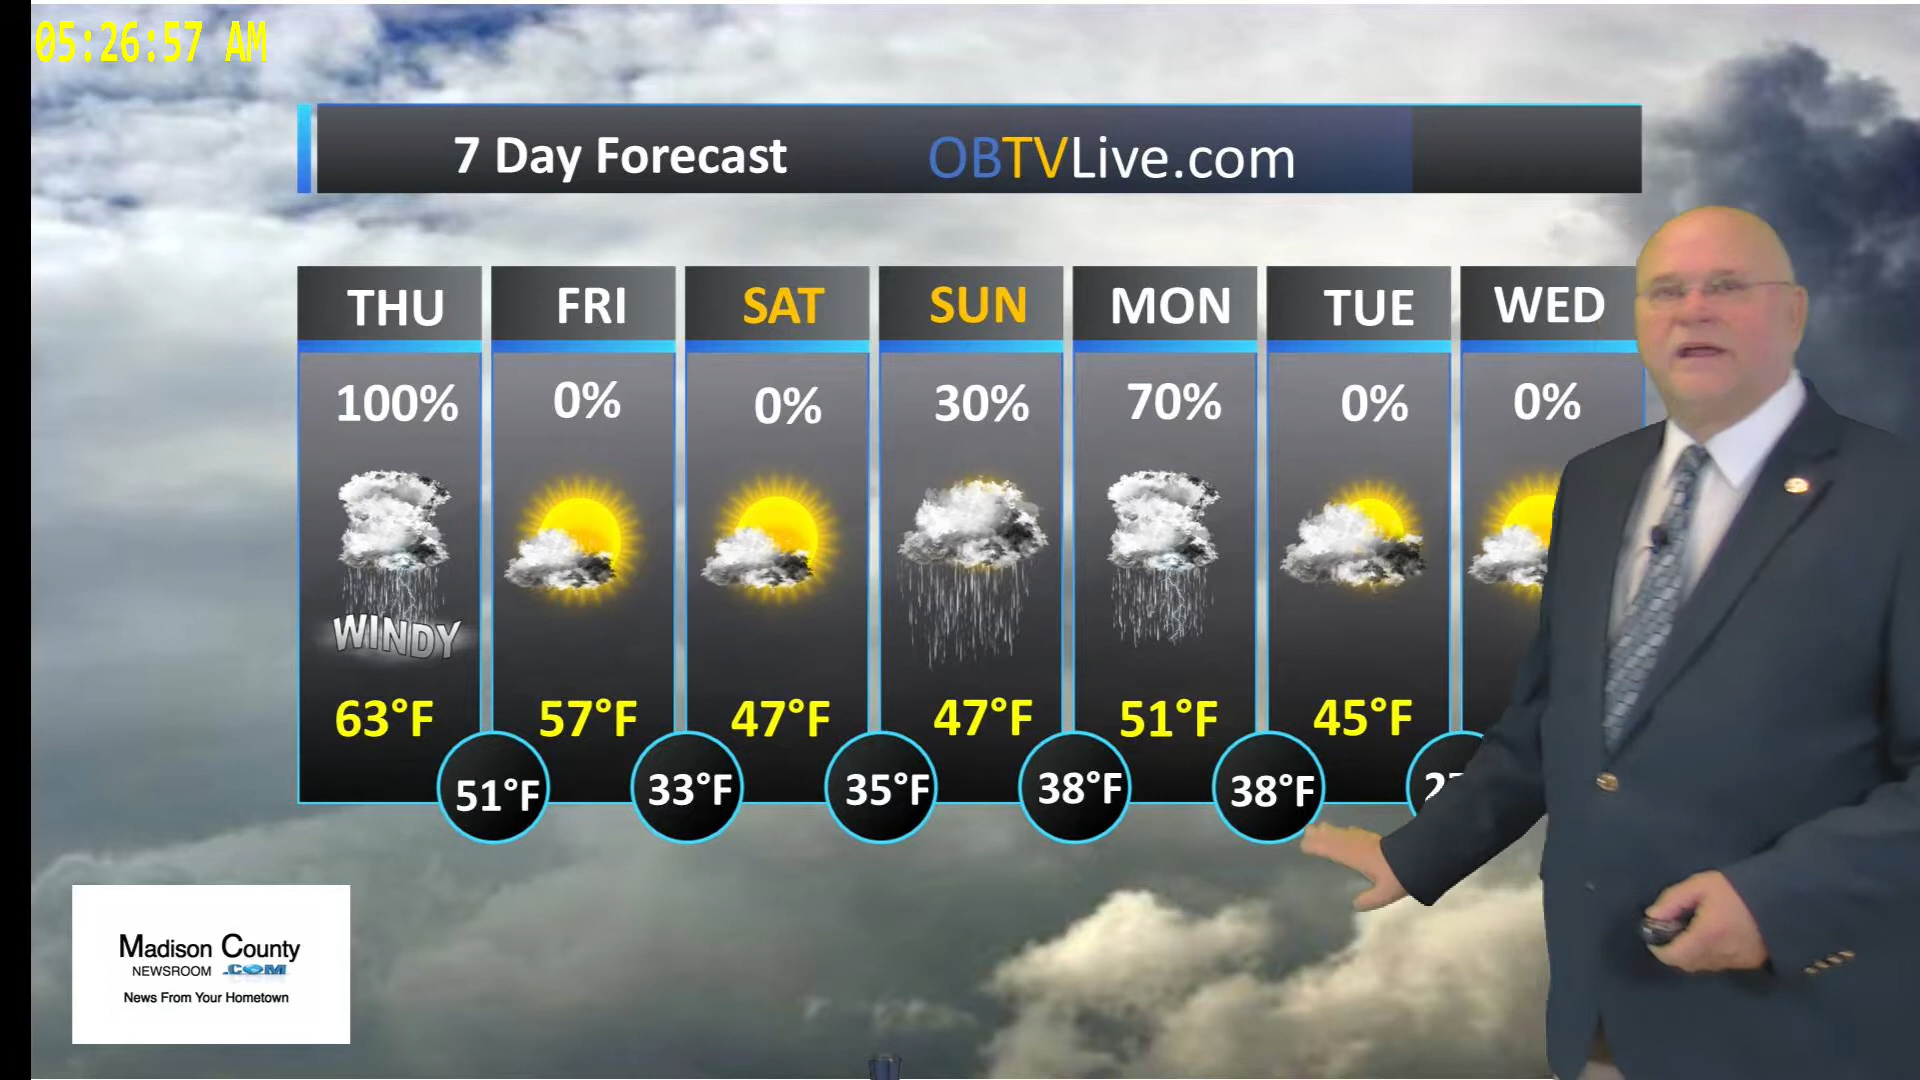 05:26:57 AM
7 Day Forecast OBTVLive.com
THU FRI SAT SUN MON TUE WED
100% 0% 0% 30% 70% 0% 0%
WINDY
63°F 57°F 47°F 47°F 51°F 45°F
51°F 33°F 35°F 38°F 38°F
Madison County
NEWSROOM .COM
News From Your Hometown